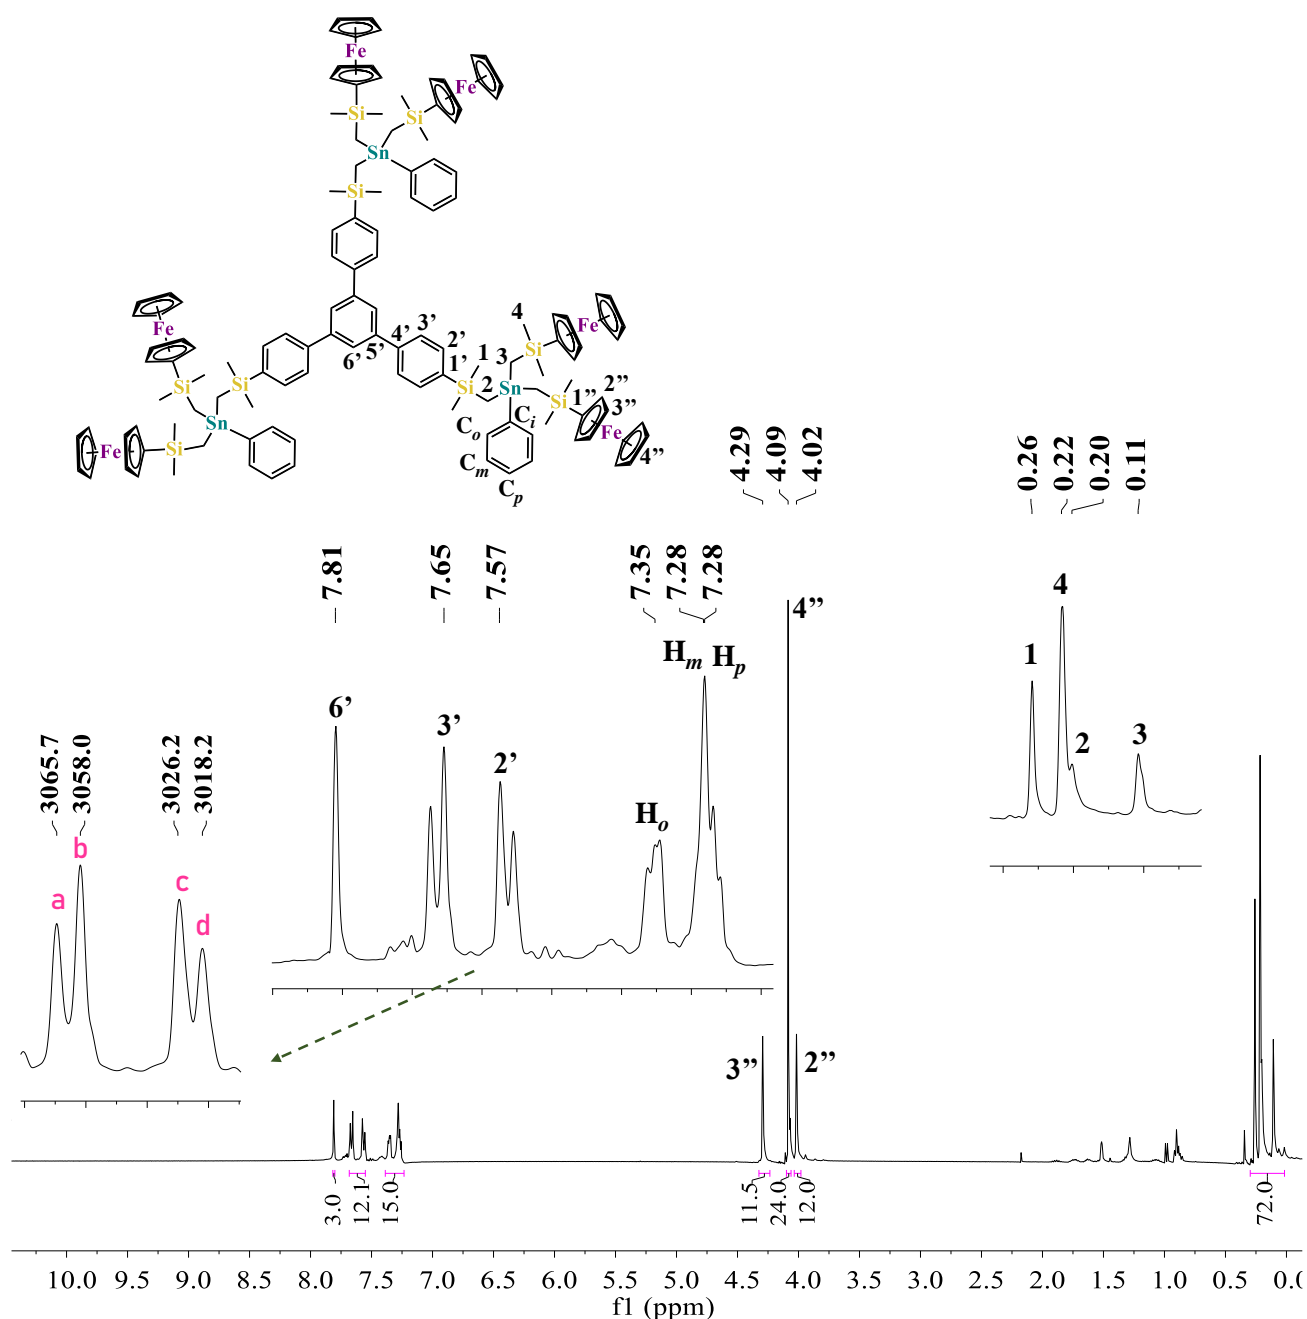 Fe
Fe
Si
Si
Sn
Si
Fe
Si
Si
Sn
Fe
Si
4
Fe
3’
4’
2’
1
3
Si
6’
5’
1’
Si
2
Sn
Si
1’’
2’’
3’’
Fe
4’’
Co
Ci
Cm
Cp
4.29
4.09
4.02
0.26
0.22
0.20
0.11
7.81
7.65
7.57
7.35
7.28
7.28
3065.7
3058.0
3026.2
3018.2
a
b
c
d
6’
3’
2’
Ho
Hm
Hp
4’’
1
4
2
3
3’’
2’’
3.0
12.1
15.0
11.5
24.0
12.0
72.0
10.0 9.5 9.0 8.5 8.0 7.5 7.0 6.5 6.0 5.5 5.0 4.5 4.0 3.5 3.0 2.5 2.0 1.5 1.0 0.5 0.0
f1 (ppm)